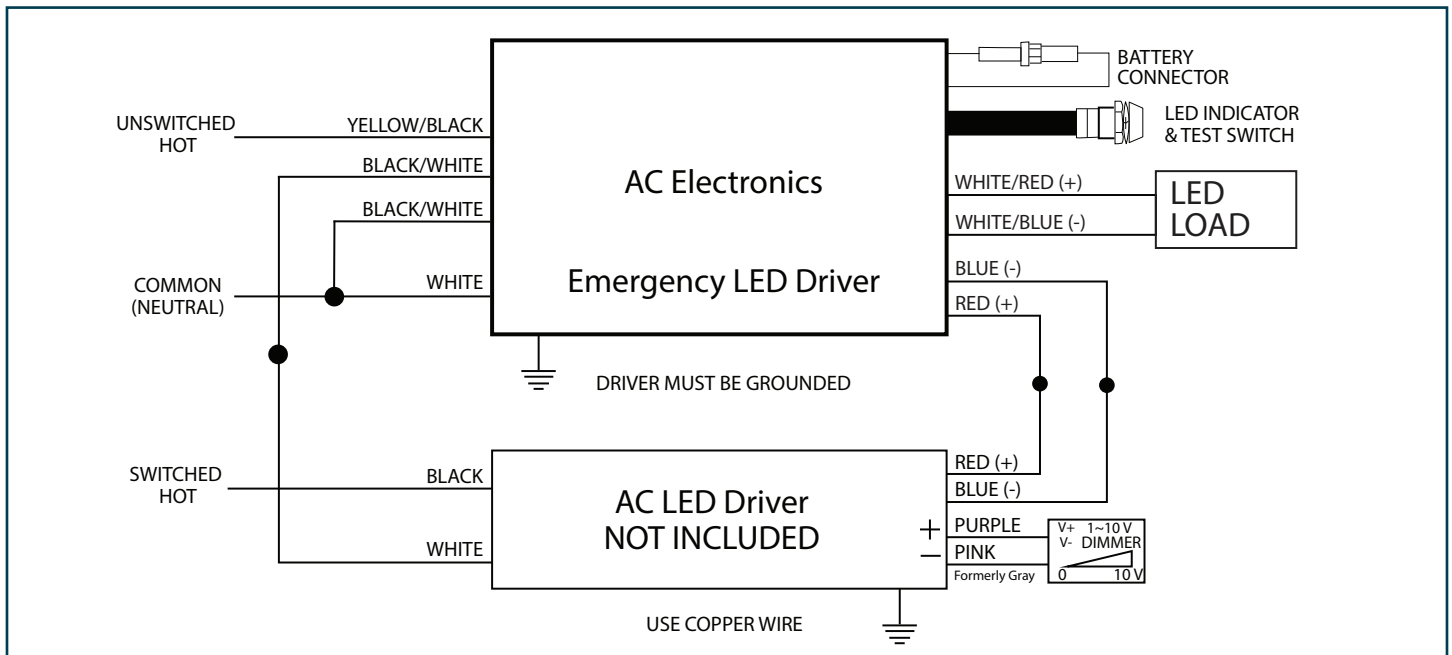 BATTERY
CONNECTOR
LED INDICATOR
& TEST SWITCH
UNSWITCHED
HOT
YELLOW/BLACK
BLACK/WHITE
BLACK/WHITE
COMMON
(NEUTRAL)
WHITE
AC Electronics
Emergency LED Driver
WHITE/RED (+)
WHITE/BLUE (-)
LED
LOAD
BLUE (-)
RED (+)
DRIVER MUST BE GROUNDED
SWITCHED
HOT
BLACK
WHITE
AC LED Driver
NOT INCLUDED
RED (+)
BLUE (-)
+ PURPLE
− PINK
Formerly Gray
V+ 1~10 V
V- DIMMER
0 10 V
USE COPPER WIRE